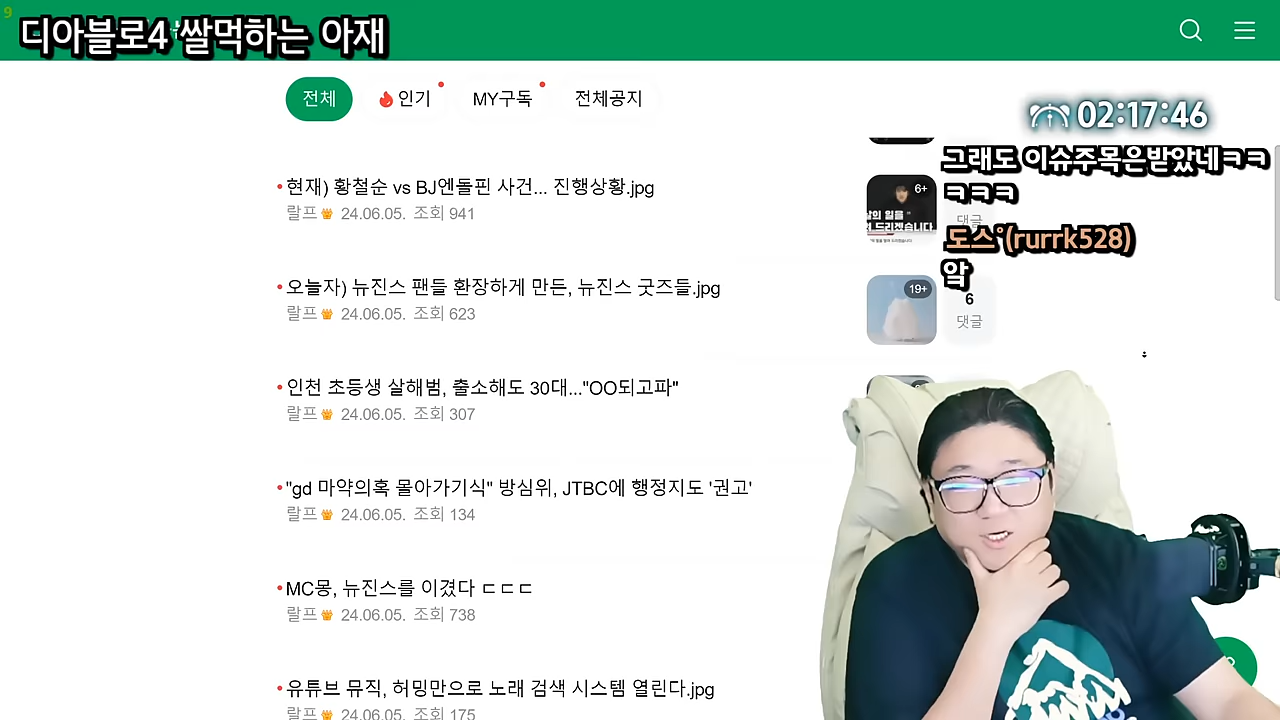 9
디아블로4 쌀먹하는 아재
전체
인기
MY구독
전체공지
02:17:46
그래도 이슈주목은받았네ㅋㅋ
ㅋㅋㅋ
도스°(rurrk528)
앜
현재) 황철순 vs BJ엔돌핀 사건... 진행상황.jpg
랄프 24.06.05. 조회 941
6+
댓글
오늘자) 뉴진스 팬들 환장하게 만든, 뉴진스 굿즈들.jpg
랄프 24.06.05. 조회 623
19+
6
댓글
인천 초등생 살해범, 출소해도 30대..."OO되고파"
랄프 24.06.05. 조회 307
"gd 마약의혹 몰아가기식" 방심위, JTBC에 행정지도 '권고'
랄프 24.06.05. 조회 134
MC몽, 뉴진스를 이겼다 ㄷㄷㄷ
랄프 24.06.05. 조회 738
유튜브 뮤직, 허밍만으로 노래 검색 시스템 열린다.jpg
랄프 24.06.05. 조회 175